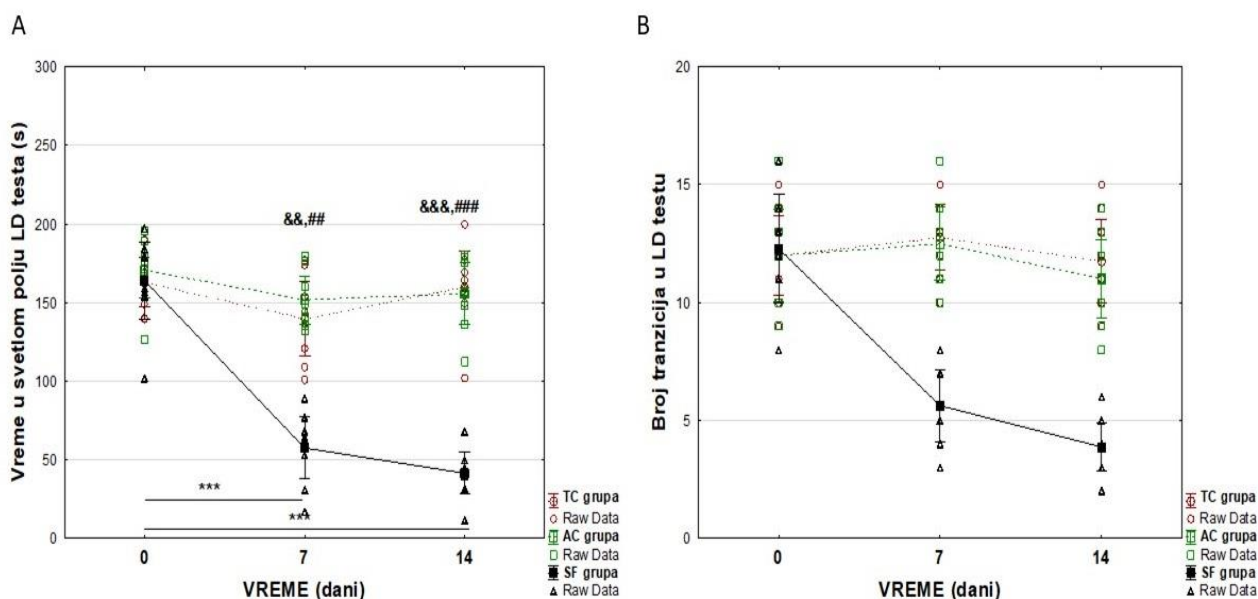 A
Vreme u svetlom polju LD testa (s)
300
250
200
150
100
50
0
&&,##
&&&,###
***
***
0 7 14
VREME (dani)
TC grupa
Raw Data
AC grupa
Raw Data
SF grupa
Raw Data
B
Broj tranzicija u LD testu
20
15
10
5
0
0 7 14
VREME (dani)
TC grupa
Raw Data
AC grupa
Raw Data
SF grupa
Raw Data